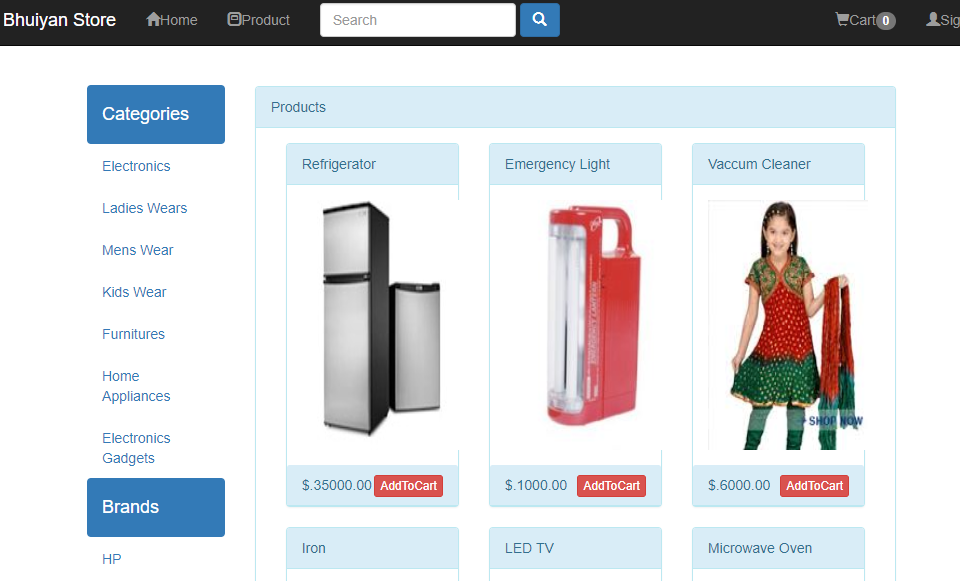 Bhuiyan Store Home Product Search Cart 0 Sig
Categories
Electronics
Ladies Wears
Mens Wear
Kids Wear
Furnitures
Home
Appliances
Electronics
Gadgets
Brands
HP
Products
Refrigerator
Emergency Light
Vaccum Cleaner
SHOP NOW
$.35000.00 AddToCart
$.1000.00 AddToCart
$.6000.00 AddToCart
Iron
LED TV
Microwave Oven